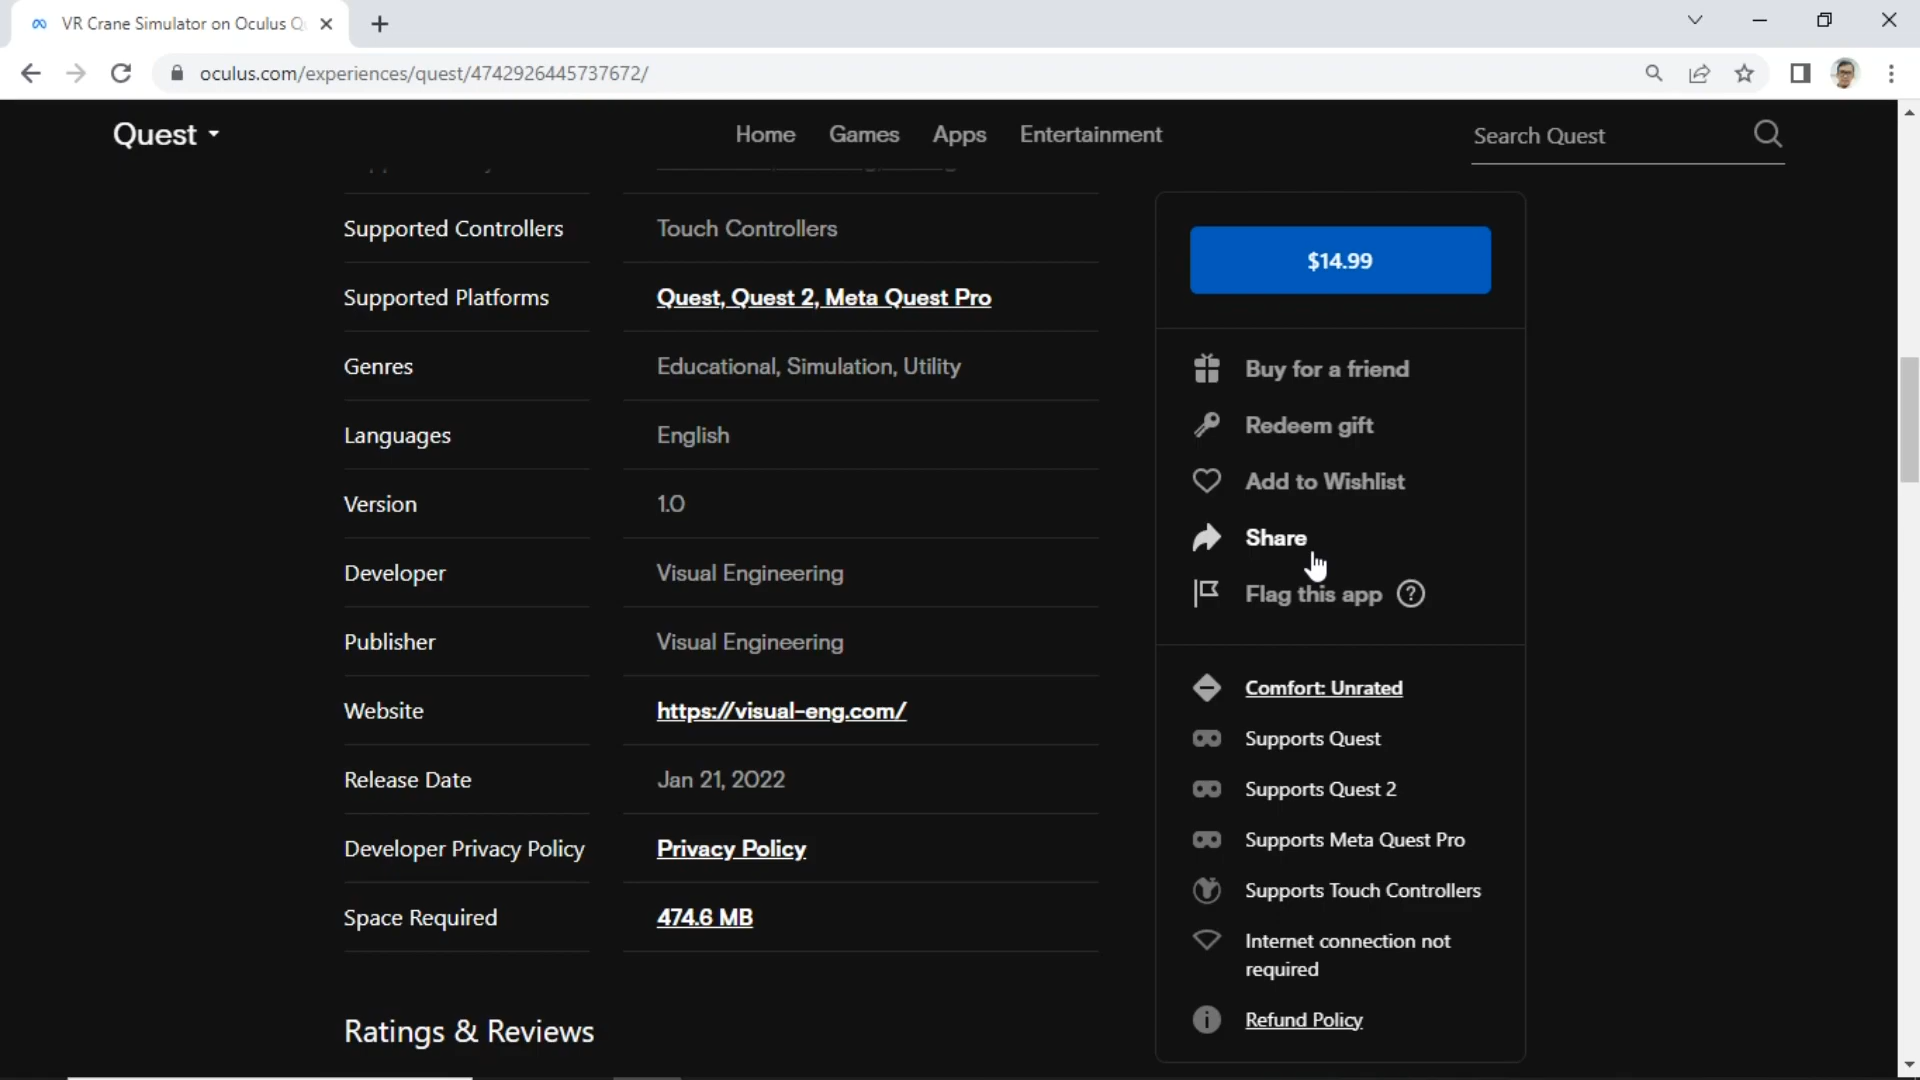 VR Crane Simulator on Oculus Q
oculus.com/experiences/quest/4742926445737672/
Quest
Home
Games
Apps
Entertainment
Search Quest
Supported Controllers
Touch Controllers
Supported Platforms
Quest, Quest 2, Meta Quest Pro
Genres
Educational, Simulation, Utility
Languages
English
Version
1.0
Developer
Visual Engineering
Publisher
Visual Engineering
Website
https://visual-eng.com/
Release Date
Jan 21, 2022
Developer Privacy Policy
Privacy Policy
Space Required
474.6 MB
Ratings & Reviews
$14.99
Buy for a friend
Redeem gift
Add to Wishlist
Share
Flag this app
Comfort: Unrated
Supports Quest
Supports Quest 2
Supports Meta Quest Pro
Supports Touch Controllers
Internet connection not
required
Refund Policy